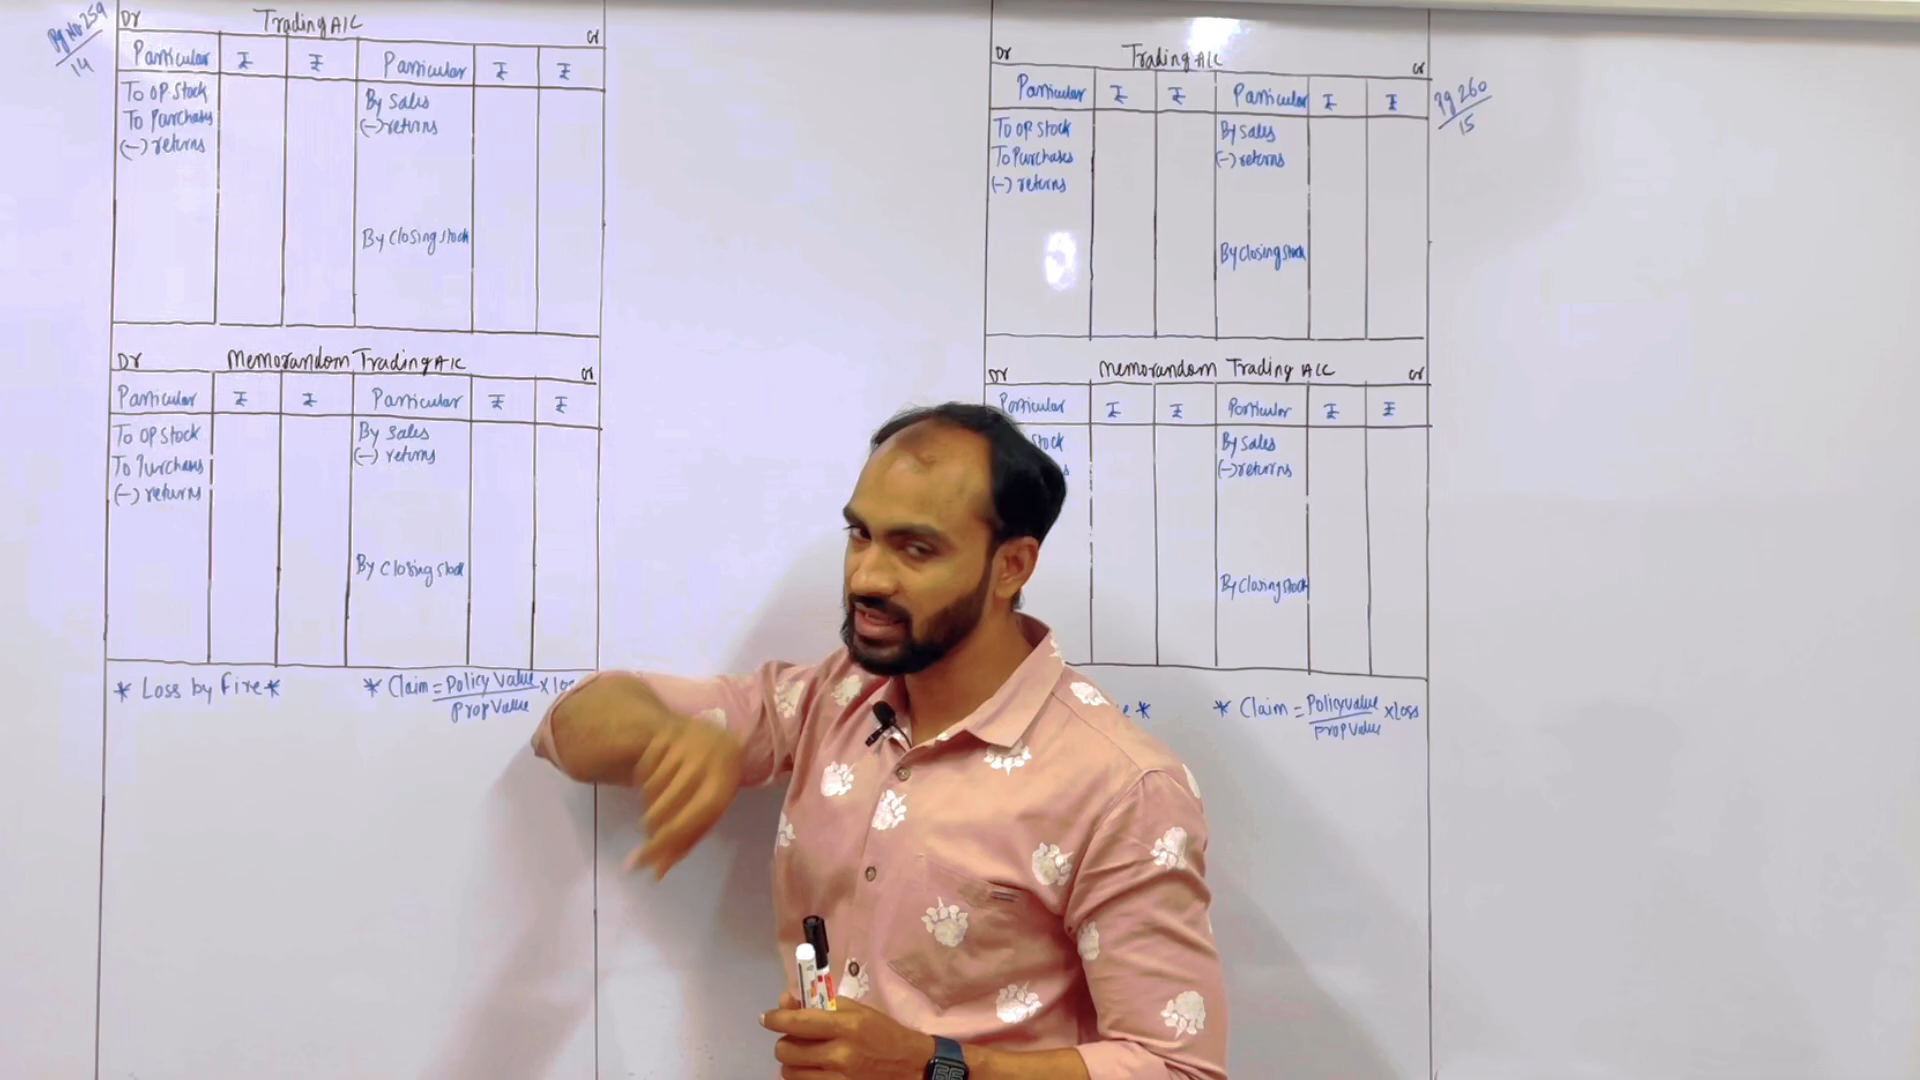 Pg No 259
14
Dr Trading A/C Cr
Particular ₹ ₹ Particular ₹ ₹
To OP. Stock By Sales
To Purchases (-) returns
(-) returns
By Closing stock
Dr Memorandom Trading A/C Cr
Particular ₹ ₹ Particular ₹ ₹
To OP stock By Sales
To Purchases (-) returns
(-) returns
By Closing stock
* Loss by Fire * * Claim = Policy Value × Loss
Prop Value
Dr Trading A/C Cr
Particular ₹ ₹ Particular ₹ ₹
Pg 260
15
To OP stock By Sales
To Purchases (-) returns
(-) returns
By Closing stock
Dr Memorandom Trading A/C Cr
Particular ₹ ₹ Particular ₹ ₹
stock By Sales
(-) returns
By Closing stock
* * Claim = Policy value × Loss
Prop Value